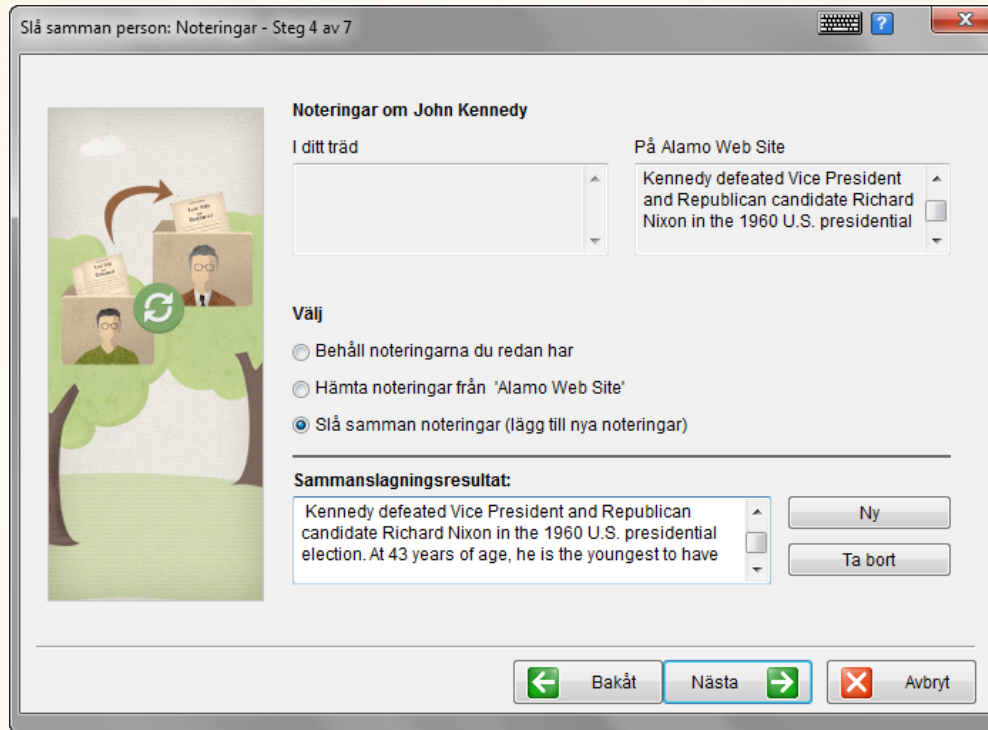 Slå samman person: Noteringar - Steg 4 av 7
?
Noteringar om John Kennedy
I ditt träd
På Alamo Web Site
Kennedy defeated Vice President
and Republican candidate Richard
Nixon in the 1960 U.S. presidential
Välj
Behåll noteringarna du redan har
Hämta noteringar från 'Alamo Web Site'
Slå samman noteringar (lägg till nya noteringar)
Sammanslagningsresultat:
Kennedy defeated Vice President and Republican
candidate Richard Nixon in the 1960 U.S. presidential
election. At 43 years of age, he is the youngest to have
Ny
Ta bort
Bakåt
Nästa
Avbryt